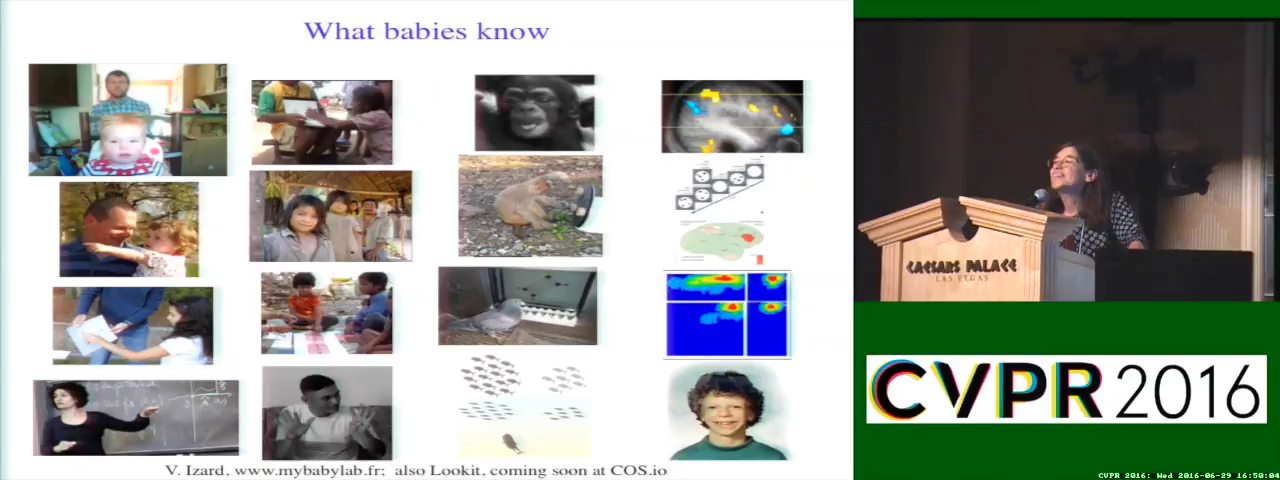 What babies know
V. Izard, www.mybabylab.fr; also Lookit, coming soon at COS.io
CAESARS PALACE
LAS VEGAS
CVPR 2016
CVPR 2016: Wed 2016-06-29 16:50:04